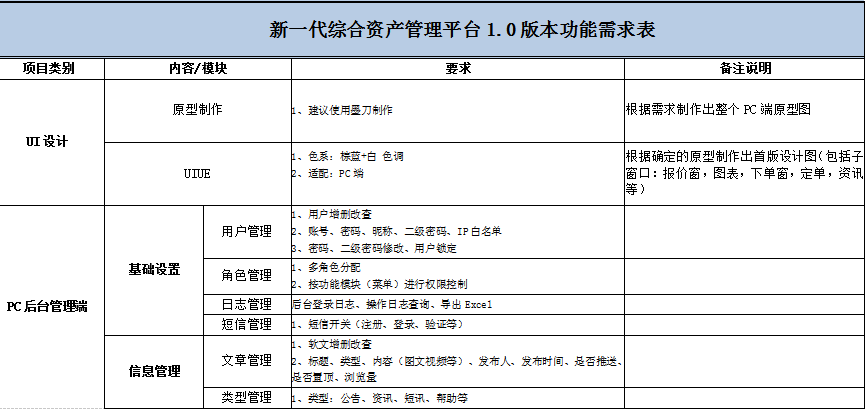 新一代综合资产管理平台 1.0 版本功能需求表
项目类别 内容/模块 要求 备注说明
UI 设计
原型制作
1、建议使用墨刀制作
根据需求制作出整个 PC 端原型图
UIUE
1、色系：棕蓝+白 色调
2、适配：PC 端
根据确定的原型制作出首版设计图（包括子
窗口：报价窗，图表，下单窗，定单，资讯
等）
PC 后台管理端
基础设置
用户管理
1、用户增删改查
2、账号、密码、昵称、二级密码、IP 白名单
3、密码、二级密码修改、用户锁定
角色管理
1、多角色分配
2、按功能模块（菜单）进行权限控制
日志管理
后台登录日志、操作日志查询、导出 Excel
短信管理
1、短信开关（注册、登录、验证等）
信息管理
文章管理
1、软文增删改查
2、标题、类型、内容（图文视频等）、发布人、发布时间、是否推送、
是否置顶、浏览量
类型管理
1、类型：公告、资讯、短讯、帮助等